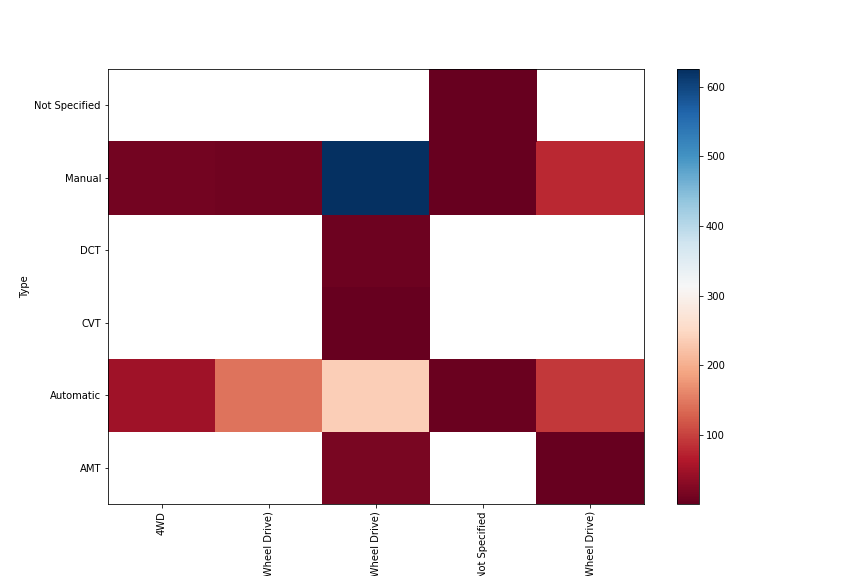 Not Specified
Manual
DCT
CVT
Automatic
AMT
Type
4WD
Wheel Drive)
Wheel Drive)
Not Specified
Wheel Drive)
600
500
400
300
200
100